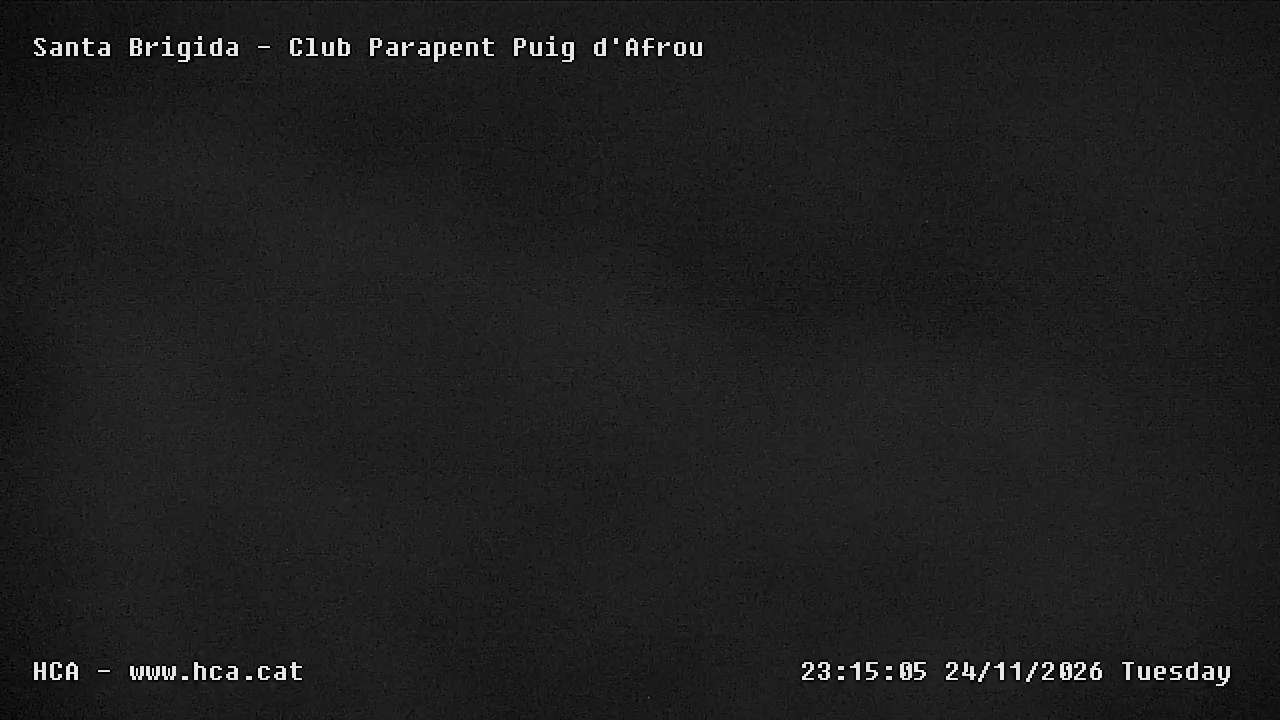 Santa Brigida - Club Parapent Puig d'Afrou
HCA - www.hca.cat
23:15:05 24/11/2026 Tuesday